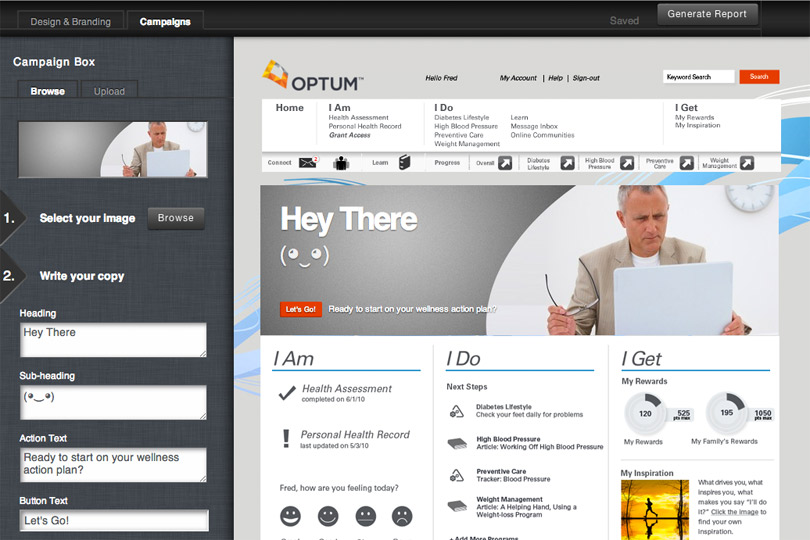 Design & Branding
Campaigns
Saved
Generate Report
Campaign Box
Browse
Upload
1.
Select your image
Browse
2.
Write your copy
Heading
Hey There
Sub-heading
(•‿•)
Action Text
Ready to start on your wellness
action plan?
Button Text
Let's Go!
OPTUM™
Hello Fred
My Account | Help | Sign-out
Keyword Search
Search
Home
I Am
Health Assessment
Personal Health Record
Grant Access
I Do
Diabetes Lifestyle
High Blood Pressure
Preventive Care
Weight Management
Learn
Message Inbox
Online Communities
I Get
My Rewards
My Inspiration
Connect
2
Learn
Progress
Overall
Diabetes
Lifestyle
High Blood
Pressure
Preventive
Care
Weight
Management
Hey There
(•‿•)
Let's Go!
Ready to start on your wellness action plan?
I Am
Health Assessment
completed on 6/1/10
Personal Health Record
last updated on 5/3/10
Fred, how are you feeling today?
I Do
Next Steps
Diabetes Lifestyle
Check your feet daily for problems
High Blood Pressure
Article: Working Off High Blood Pressure
Preventive Care
Tracker: Blood Pressure
Weight Management
Article: A Helping Hand, Using a
Weight-loss Program
+ Add More Programs
I Get
My Rewards
120
525
pts max
My Rewards
195
1050
pts max
My Family's Rewards
My Inspiration
What drives you, what
inspires you, what
makes you say "I'll do
it?" Click the image to
find your own
inspiration.